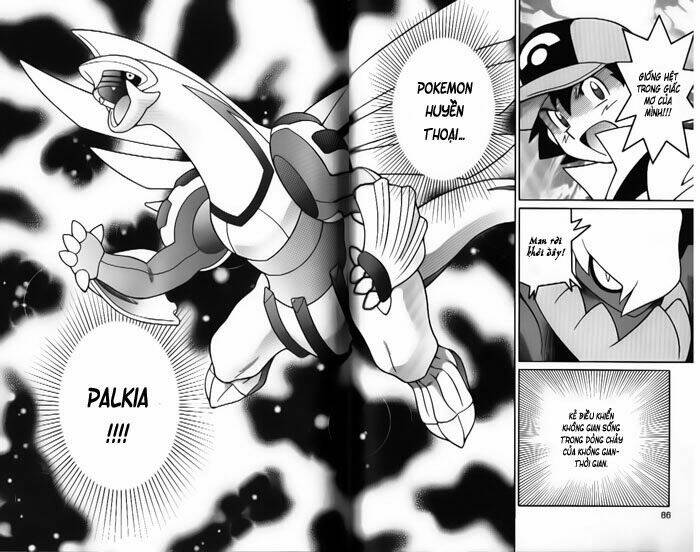 GIỐNG HỆT
TRONG GIẤC
MƠ CỦA
MÌNH!!!
Mau rời
khỏi đây!
KẺ ĐIỀU KHIỂN
KHÔNG GIAN SỐNG
TRONG DÒNG CHẢY
CỦA KHÔNG GIAN-
THỜI GIAN.
66
POKEMON
HUYỀN
THOẠI...
PALKIA
!!!!